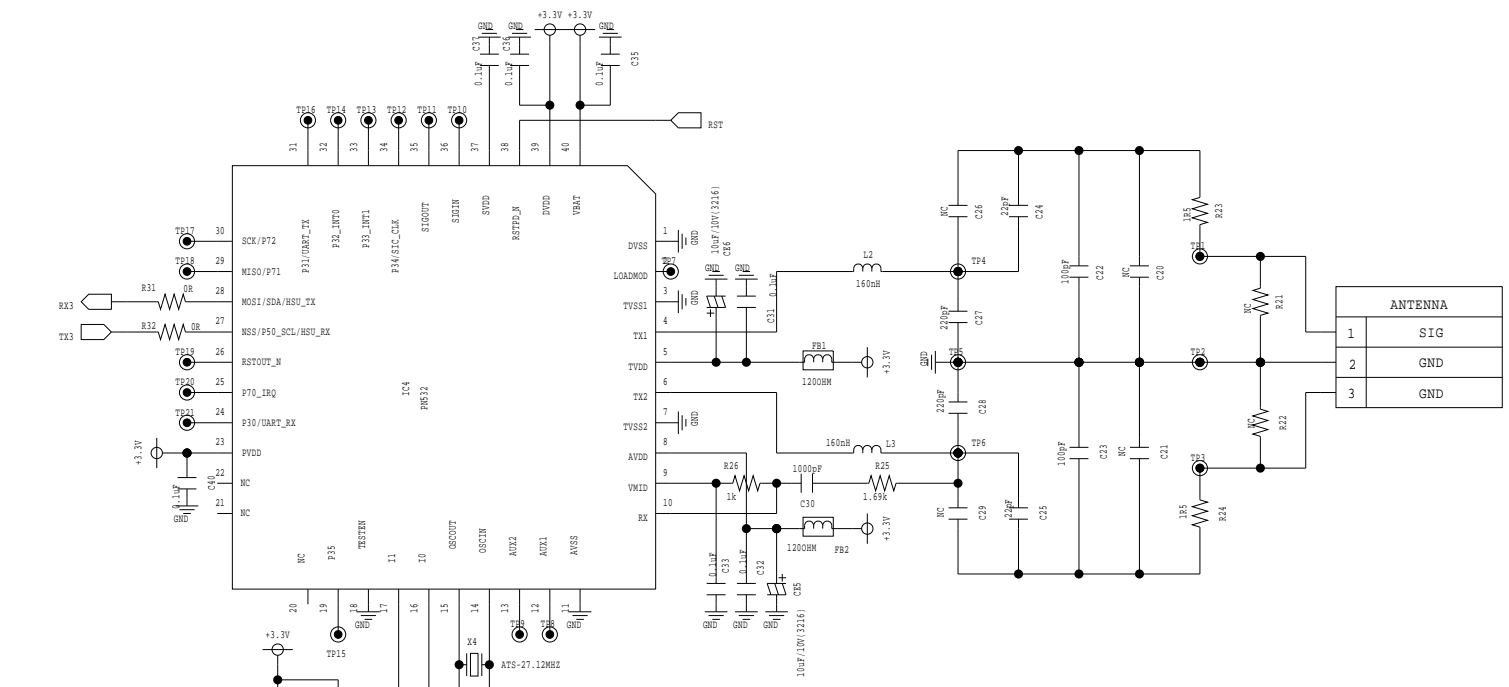 +3.3V +3.3V
GND GND GND
C37 C36 C35
0.1uF 0.1uF 0.1uF
TP16 TP14 TP13 TP12 TP11 TP10
RST
31 32 33 34 35 36 37 38 39 40
P31/UART_TX P32_INT0 P33_INT1 P34/SIC_CLK SIGOUT SIGIN SVDD RSTPD_N DVDD VBAT
TP17 30 SCK/P72
TP18 29 MISO/P71
RX3 R31 0R 28 MOSI/SDA/HSU_TX
TX3 R32 0R 27 NSS/P50_SCL/HSU_RX
TP19 26 RSTOUT_N
TP20 25 P70_IRQ
TP21 24 P30/UART_RX
+3.3V 23 PVDD
0.1uF C40 22 NC
GND 21 NC
IC4
PN532
DVSS 1 GND
LOADMOD TP7
TVSS1 3 GND
TX1 4
TVDD 5
TX2 6
TVSS2 7 GND
AVDD 8
VMID 9
RX 10
10uF/10V(3216)
CE6
GND GND
C31 0.1uF
L2
160nH
FB1
120OHM
+3.3V
160nH L3
R26
1k
1000pF
C30
R25
1.69k
120OHM FB2
+3.3V
0.1uF C33
0.1uF C32
CE5
10uF/10V(3216)
GND GND GND
NC C26
22pF C24
100pF C22
NC C20
1R5 R23
TP4
TP1
220pF C27
NC R21
GND TP5
TP2
220pF C28
NC R22
TP6
100pF C23
NC C21
TP3
NC C29
22pF C25
1R5 R24
ANTENNA
1 SIG
2 GND
3 GND
NC P35 TESTEN I1 I0 OSCOUT OSCIN AUX2 AUX1 AVSS
20 19 18 17 16 15 14 13 12 11
GND GND
TP9 TP8
TP15
+3.3V
X4
ATS-27.12MHZ